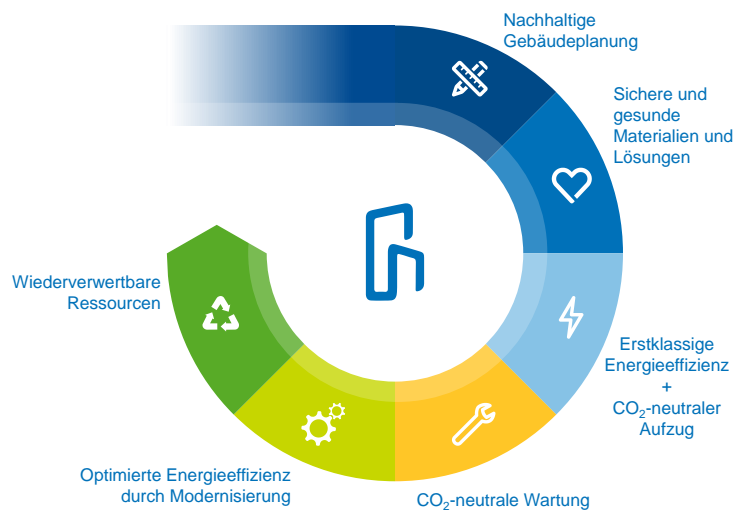 Nachhaltige
Gebäudeplanung
Sichere und
gesunde
Materialien und
Lösungen
Erstklassige
Energieeffizienz
+
CO₂-neutraler
Aufzug
CO₂-neutrale Wartung
Optimierte Energieeffizienz
durch Modernisierung
Wiederverwertbare
Ressourcen